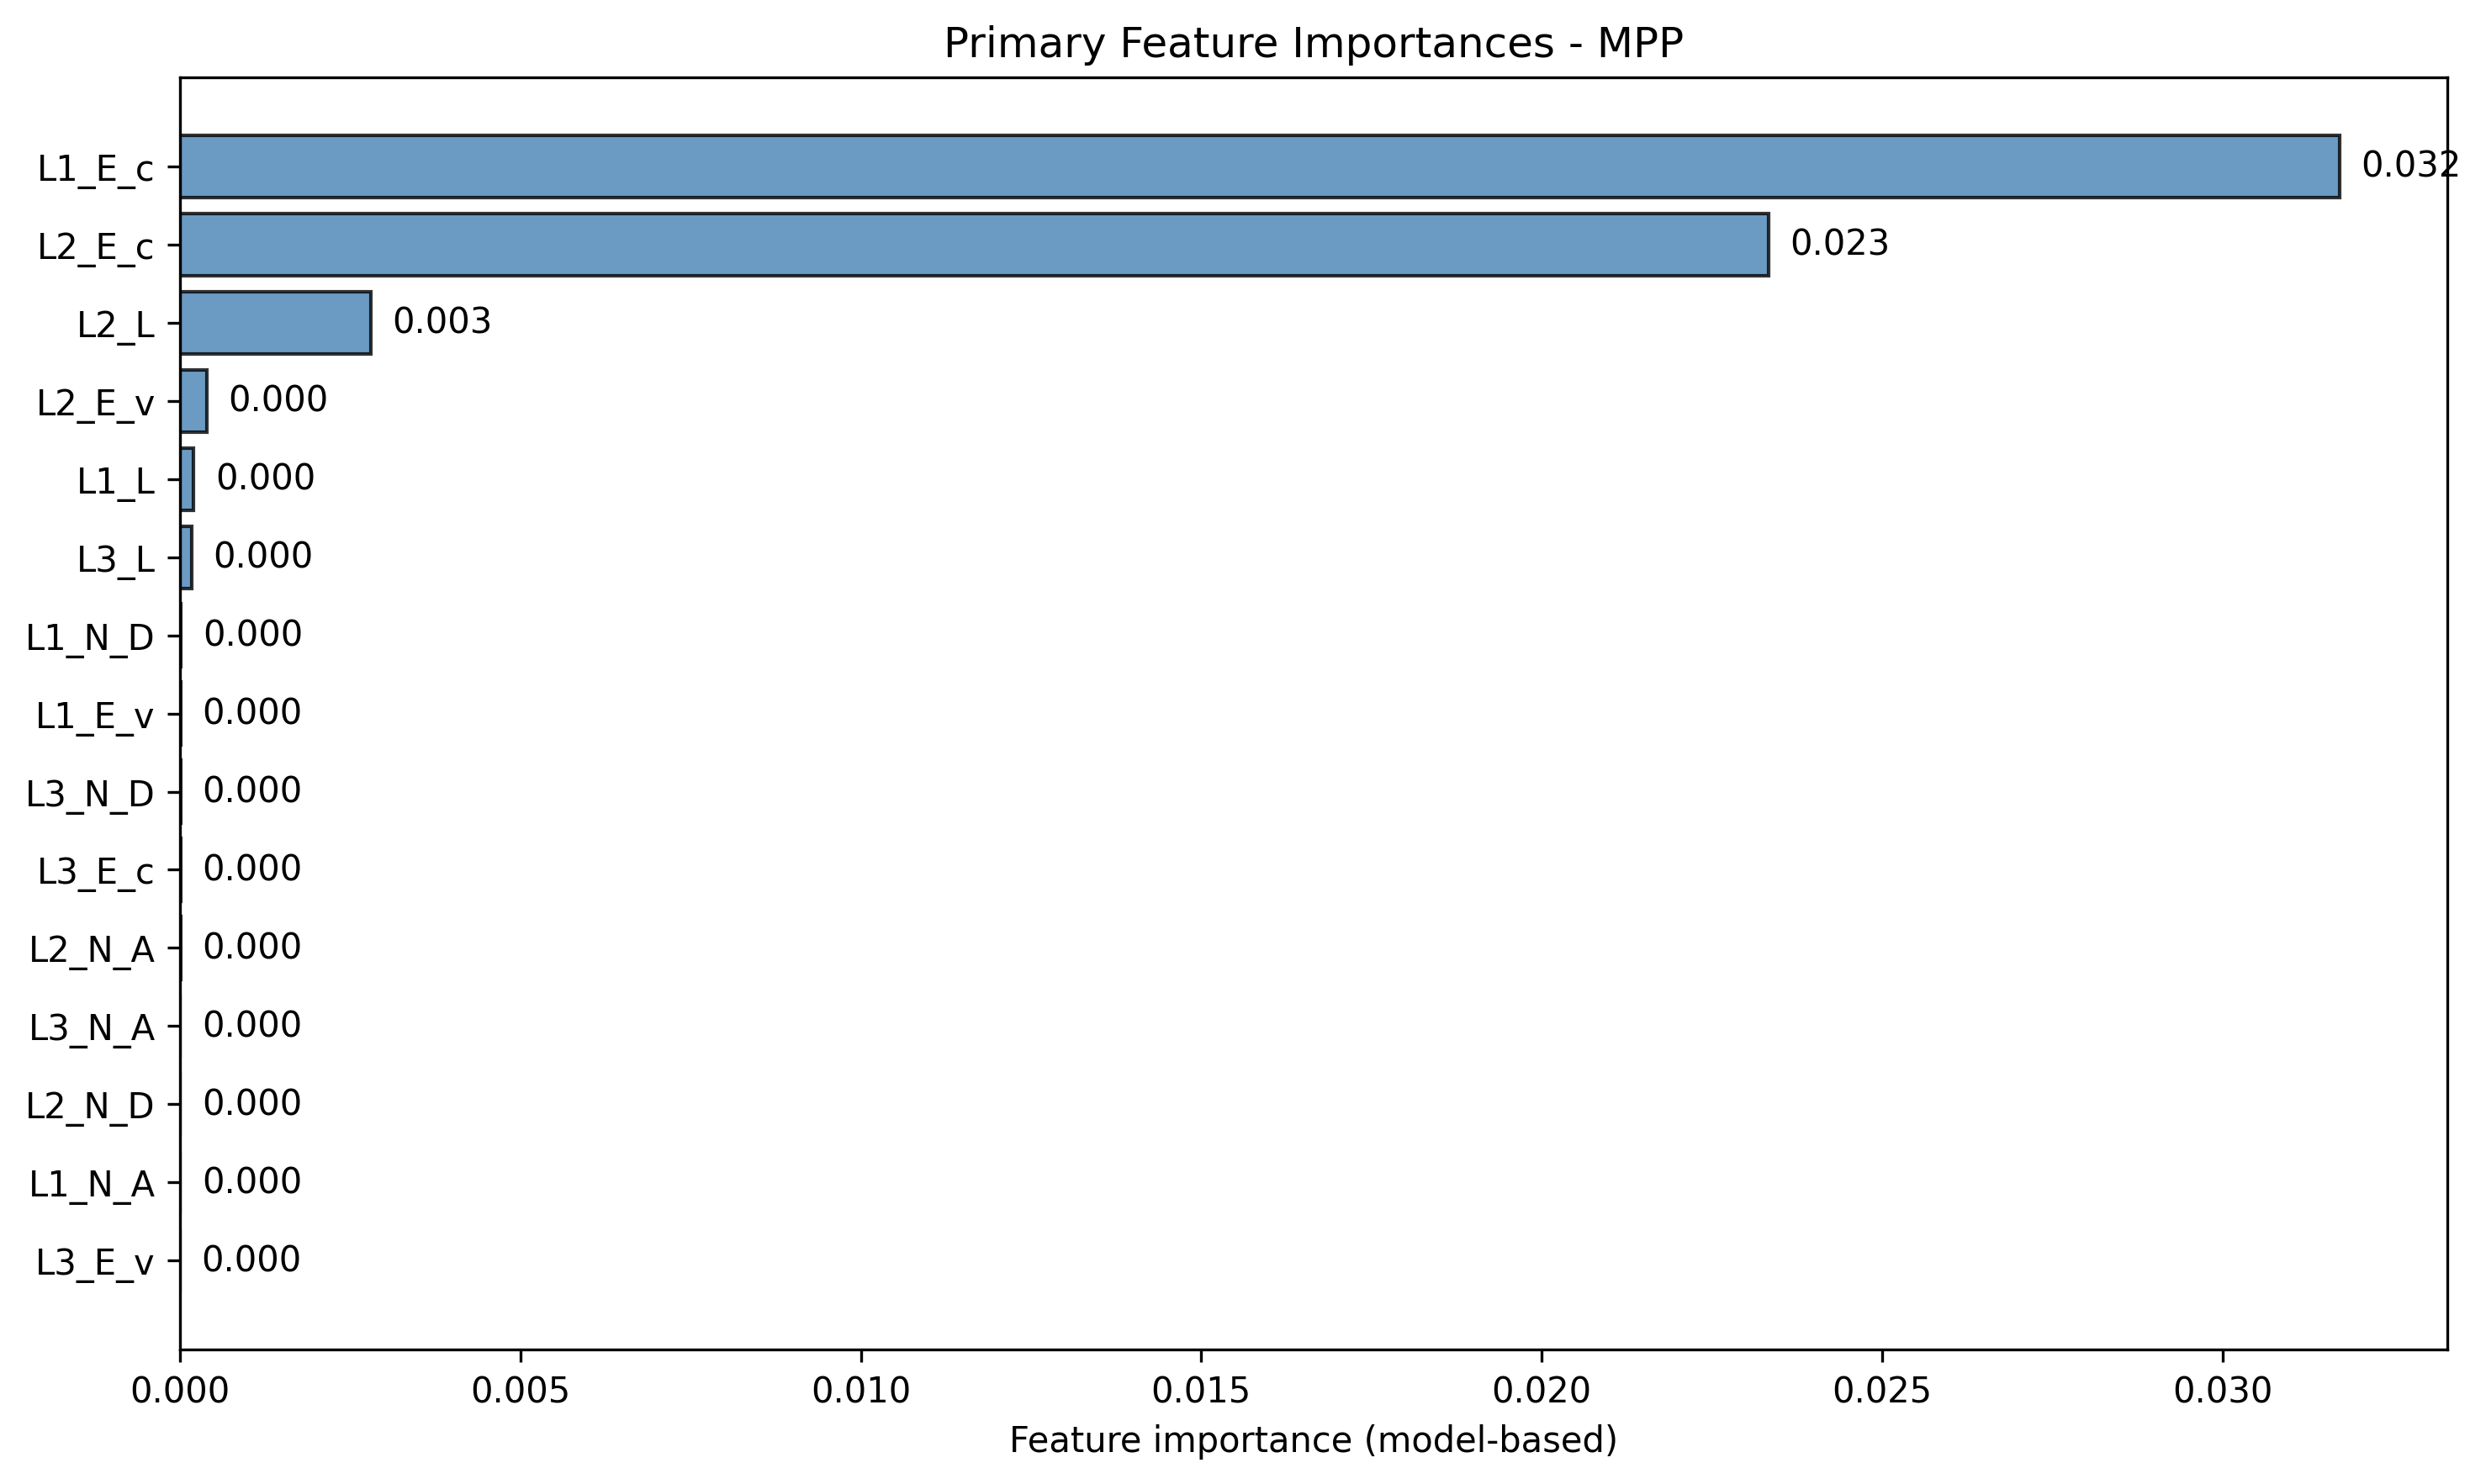 Primary Feature Importances - MPP
L1_E_c 0.032
L2_E_c 0.023
L2_L 0.003
L2_E_v 0.000
L1_L 0.000
L3_L 0.000
L1_N_D 0.000
L1_E_v 0.000
L3_N_D 0.000
L3_E_c 0.000
L2_N_A 0.000
L3_N_A 0.000
L2_N_D 0.000
L1_N_A 0.000
L3_E_v 0.000
0.000 0.005 0.010 0.015 0.020 0.025 0.030
Feature importance (model-based)